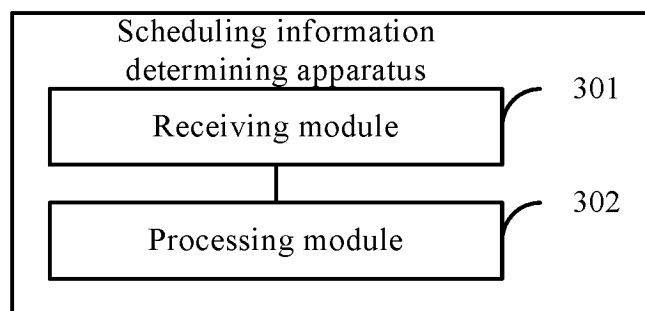 Scheduling information
determining apparatus
Receiving module
301
Processing module
302